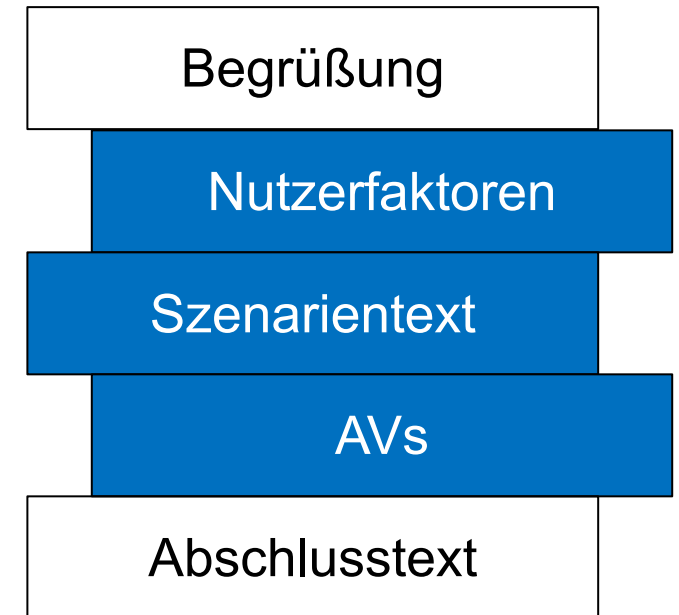 Begrüßung
Nutzerfaktoren
Szenarientext
AVs
Abschlusstext